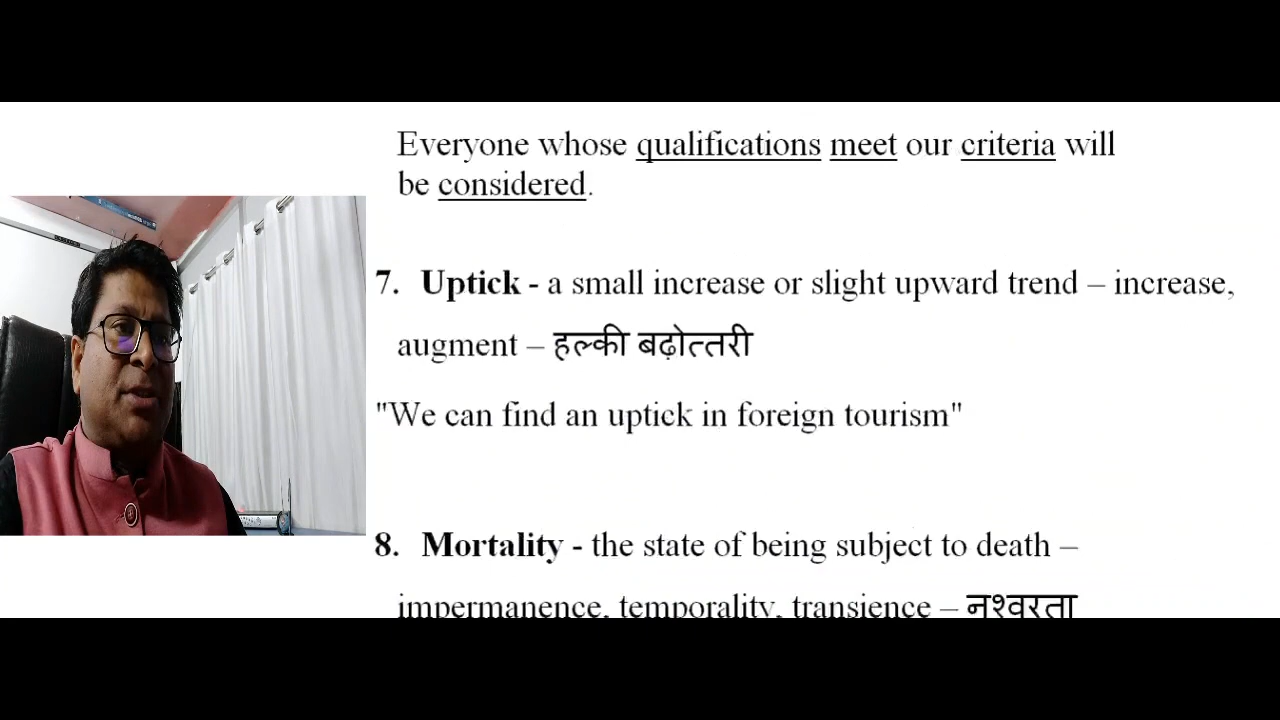 Everyone whose qualifications meet our criteria will
be considered.
7. Uptick - a small increase or slight upward trend – increase,
augment – हल्की बढ़ोत्तरी
"We can find an uptick in foreign tourism"
8. Mortality - the state of being subject to death –
impermanence, temporality, transience – नश्वरता